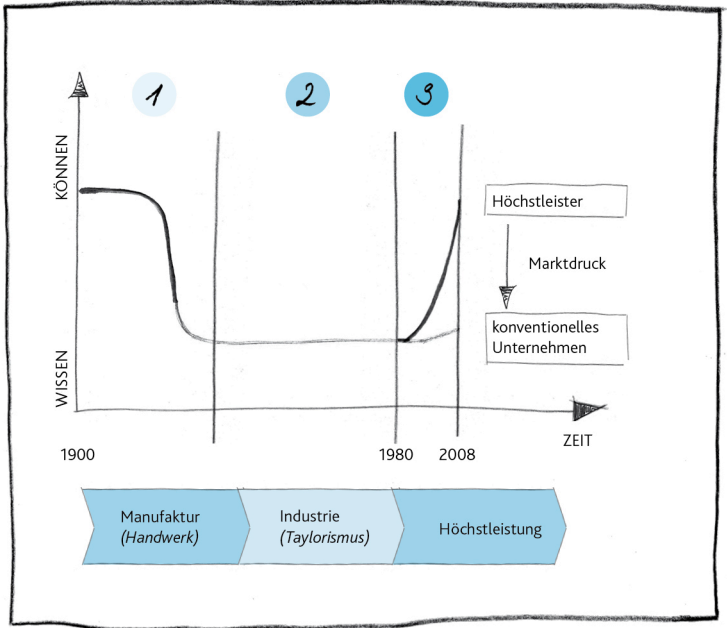 1
2
3
KÖNNEN
Höchstleister
Marktdruck
konventionelles
Unternehmen
WISSEN
ZEIT
1900
1980
2008
Manufaktur
(Handwerk)
Industrie
(Taylorismus)
Höchstleistung